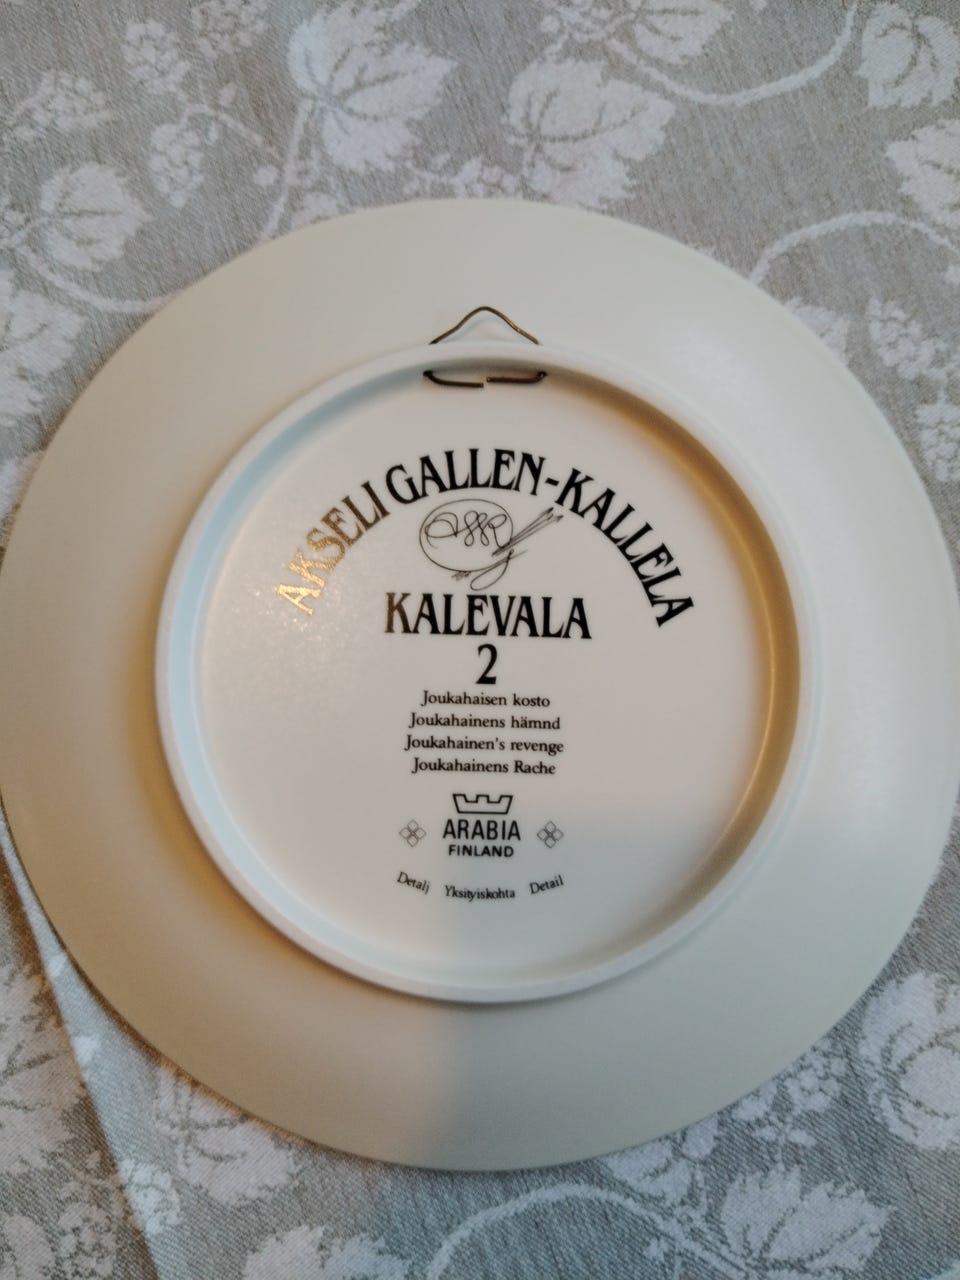 AKSELI GALLEN-KALLELA
KALEVALA
2
Joukahaisen kosto
Joukahainens hämnd
Joukahainen's revenge
Joukahainens Rache
ARABIA
FINLAND
Detalj Yksityiskohta Detail